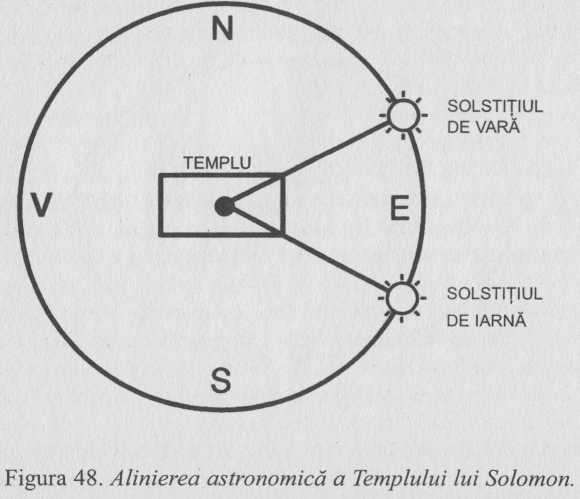 N
SOLSTIȚIUL
DE VARĂ
TEMPLU
V
E
SOLSTIȚIUL
DE IARNĂ
S
Figura 48. Alinierea astronomică a Templului lui Solomon.